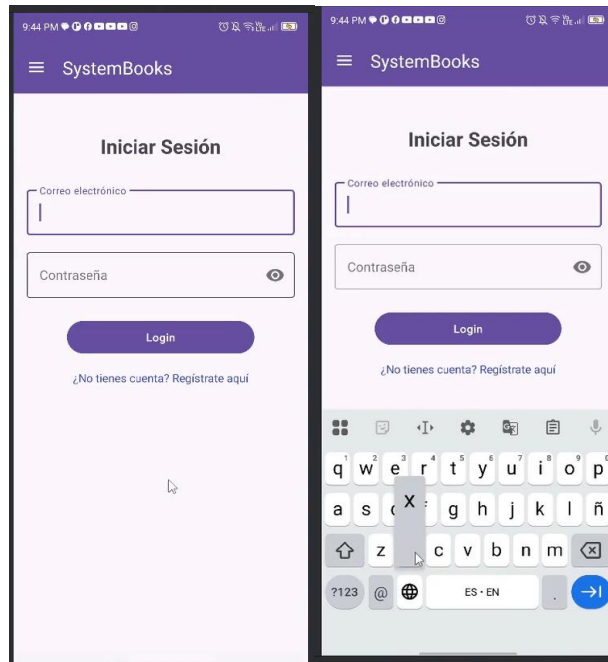 9:44 PM
SystemBooks
Iniciar Sesión
Correo electrónico
Contraseña
Login
¿No tienes cuenta? Regístrate aquí
9:44 PM
SystemBooks
Iniciar Sesión
Correo electrónico
Contraseña
Login
¿No tienes cuenta? Regístrate aquí
1 2 3 4 5 6 7 8 9
q w e r t y u i o p
a s x g h j k l ñ
z c v b n m
?123 @ ES • EN .